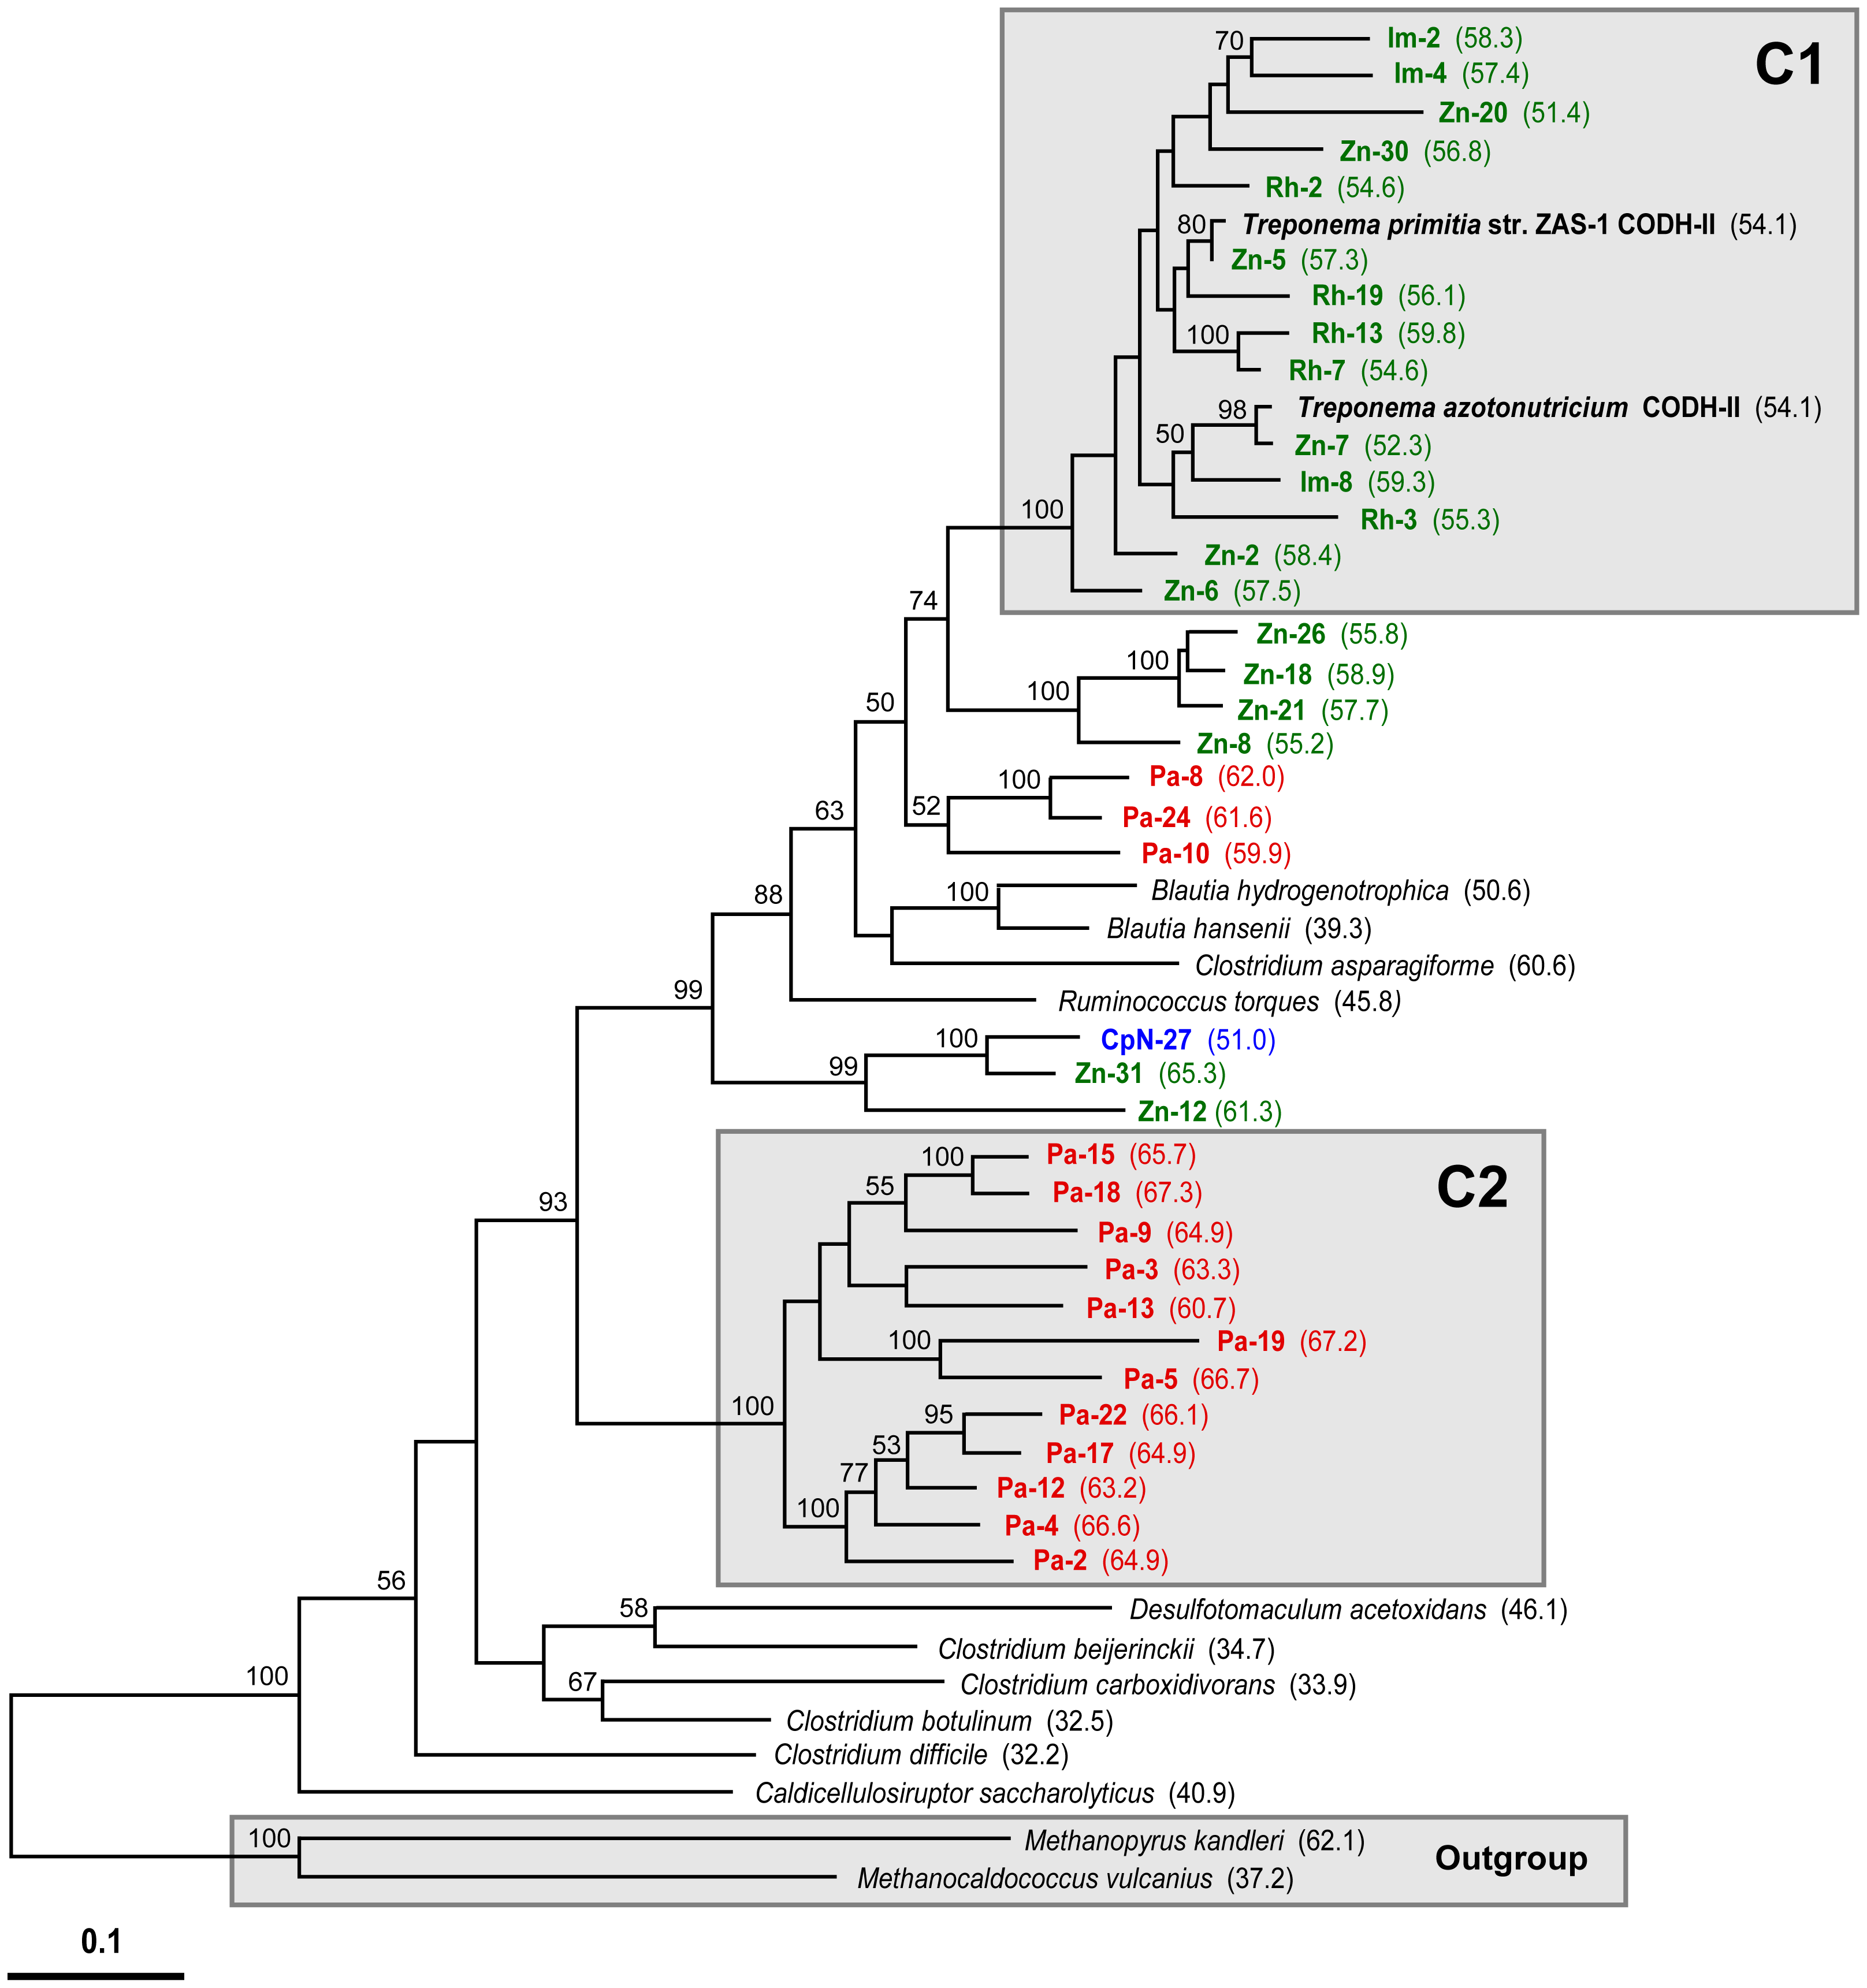 70
Im-2 (58.3)
C1
Im-4 (57.4)
Zn-20 (51.4)
Zn-30 (56.8)
Rh-2 (54.6)
80
Treponema primitia str. ZAS-1 CODH-II (54.1)
Zn-5 (57.3)
Rh-19 (56.1)
100
Rh-13 (59.8)
Rh-7 (54.6)
98
Treponema azotonutricium CODH-II (54.1)
50
Zn-7 (52.3)
Im-8 (59.3)
100
Rh-3 (55.3)
Zn-2 (58.4)
Zn-6 (57.5)
74
Zn-26 (55.8)
100
Zn-18 (58.9)
100
Zn-21 (57.7)
50
Zn-8 (55.2)
100
Pa-8 (62.0)
63
52
Pa-24 (61.6)
Pa-10 (59.9)
88
100
Blautia hydrogenotrophica (50.6)
Blautia hansenii (39.3)
Clostridium asparagiforme (60.6)
99
Ruminococcus torques (45.8)
100
CpN-27 (51.0)
99
Zn-31 (65.3)
Zn-12 (61.3)
100
Pa-15 (65.7)
C2
55
Pa-18 (67.3)
93
Pa-9 (64.9)
Pa-3 (63.3)
Pa-13 (60.7)
100
Pa-19 (67.2)
Pa-5 (66.7)
100
95
Pa-22 (66.1)
53
Pa-17 (64.9)
77
Pa-12 (63.2)
100
Pa-4 (66.6)
Pa-2 (64.9)
56
58
Desulfotomaculum acetoxidans (46.1)
Clostridium beijerinckii (34.7)
100
67
Clostridium carboxidivorans (33.9)
Clostridium botulinum (32.5)
Clostridium difficile (32.2)
Caldicellulosiruptor saccharolyticus (40.9)
100
Methanopyrus kandleri (62.1)
Outgroup
Methanocaldococcus vulcanius (37.2)
0.1